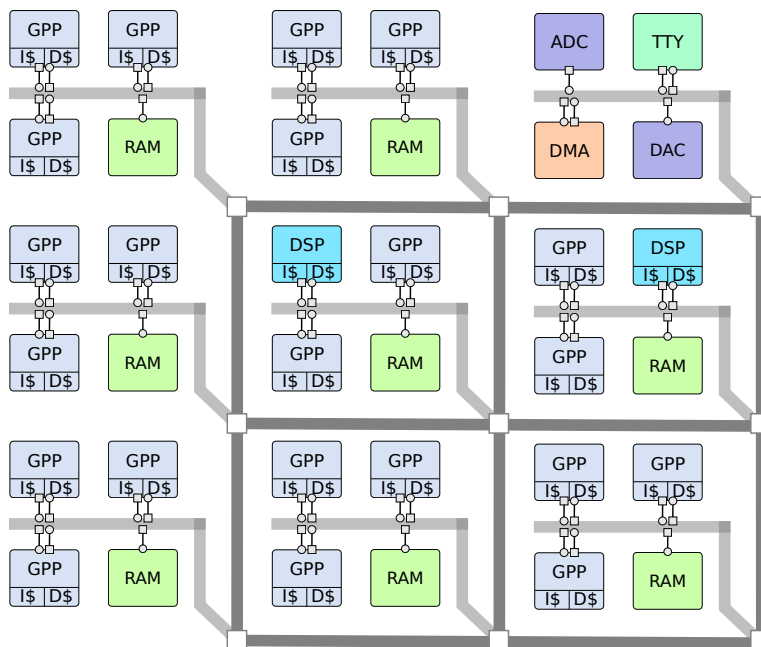 GPP GPP GPP GPP ADC TTY
I$ D$ I$ D$ I$ D$ I$ D$
GPP RAM GPP RAM DMA DAC
I$ D$ I$ D$
GPP GPP DSP GPP GPP DSP
I$ D$ I$ D$ I$ D$ I$ D$ I$ D$ I$ D$
GPP RAM GPP RAM GPP RAM
I$ D$ I$ D$ I$ D$
GPP GPP GPP GPP GPP GPP
I$ D$ I$ D$ I$ D$ I$ D$ I$ D$ I$ D$
GPP RAM GPP RAM GPP RAM
I$ D$ I$ D$ I$ D$